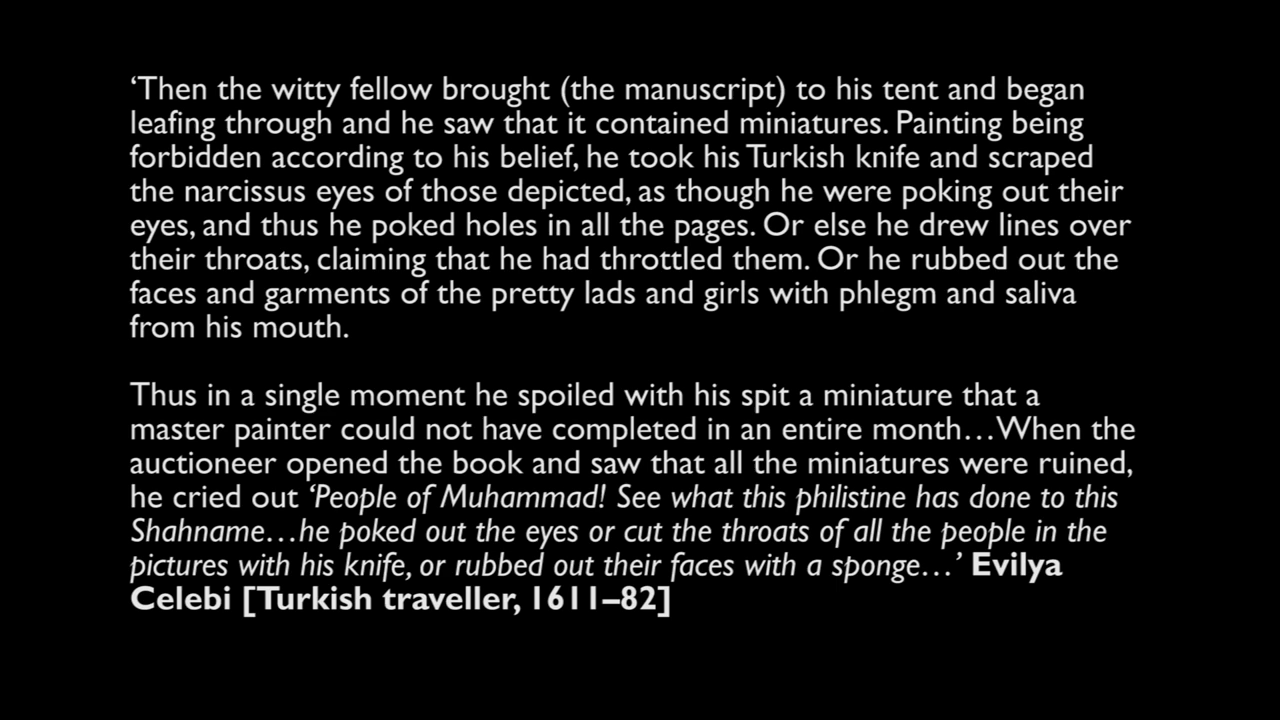 ‘Then the witty fellow brought (the manuscript) to his tent and began
leafing through and he saw that it contained miniatures. Painting being
forbidden according to his belief, he took his Turkish knife and scraped
the narcissus eyes of those depicted, as though he were poking out their
eyes, and thus he poked holes in all the pages. Or else he drew lines over
their throats, claiming that he had throttled them. Or he rubbed out the
faces and garments of the pretty lads and girls with phlegm and saliva
from his mouth.
Thus in a single moment he spoiled with his spit a miniature that a
master painter could not have completed in an entire month…When the
auctioneer opened the book and saw that all the miniatures were ruined,
he cried out ‘People of Muhammad! See what this philistine has done to this
Shahname…he poked out the eyes or cut the throats of all the people in the
pictures with his knife, or rubbed out their faces with a sponge…’ Evilya
Celebi [Turkish traveller, 1611–82]